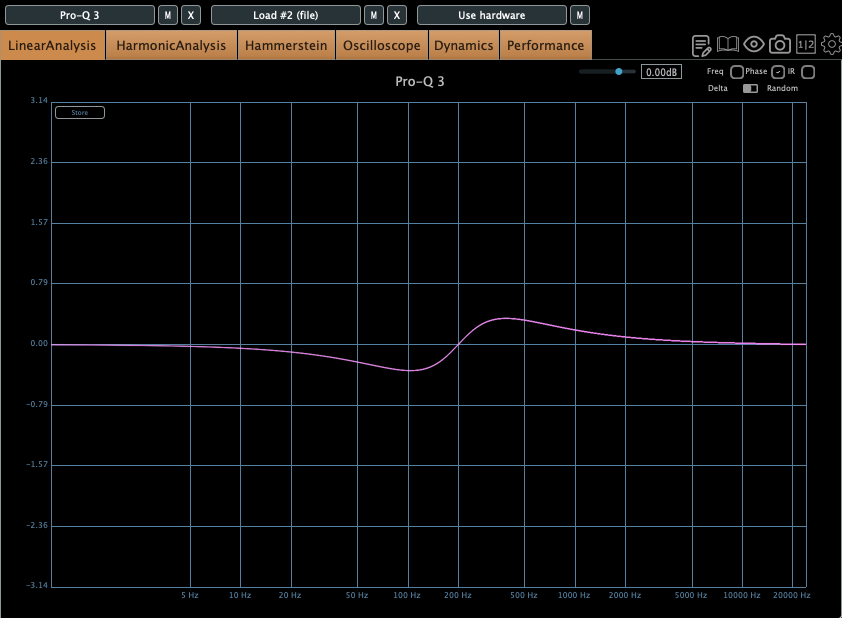 Pro-Q 3 M X Load #2 (file) M X Use hardware M
LinearAnalysis HarmonicAnalysis Hammerstein Oscilloscope Dynamics Performance 1|2
0.00dB Freq Phase IR
Pro-Q 3
Delta Random
3.14
Store
2.36
1.57
0.79
0.00
-0.79
-1.57
-2.36
-3.14
5 Hz 10 Hz 20 Hz 50 Hz 100 Hz 200 Hz 500 Hz 1000 Hz 2000 Hz 5000 Hz 10000 Hz 20000 Hz